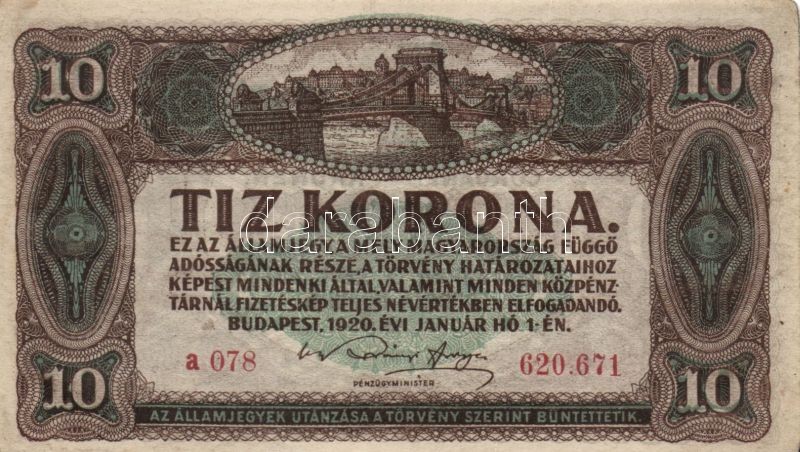 10 10
TIZ KORONA.
darabanth
EZ AZ ÁLLAMJEGY, A MELY MAGYARORSZÁG FÜGGŐ
ADÓSSÁGÁNAK RÉSZE, A TÖRVÉNY HATÁROZATAIHOZ
KÉPEST MINDENKI ÁLTAL, VALAMINT MINDEN KÖZPÉNZ-
TÁRNÁL FIZETÉSKÉP TELJES NÉVÉRTÉKBEN ELFOGADANDÓ.
BUDAPEST, 1920. ÉVI JANUÁR HÓ 1-ÉN.
a 078 620.671
PÉNZÜGYMINISTER
10 10
AZ ÁLLAMJEGYEK UTÁNZÁSA A TÖRVÉNY SZERINT BÜNTETTETIK.